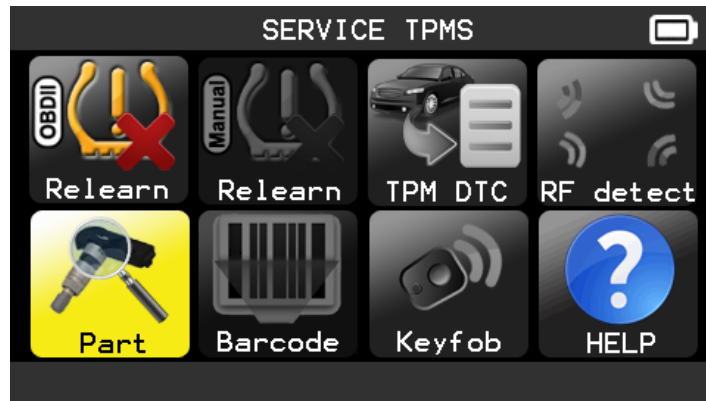 SERVICE TPMS
OBDII
Relearn
Manual
Relearn
TPM DTC
RF detect
Part
Barcode
Keyfob
?
HELP